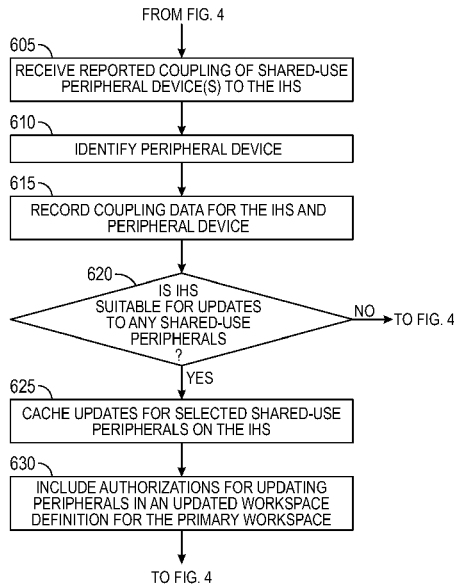 FROM FIG. 4
605
RECEIVE REPORTED COUPLING OF SHARED-USE
PERIPHERAL DEVICE(S) TO THE IHS
610
IDENTIFY PERIPHERAL DEVICE
615
RECORD COUPLING DATA FOR THE IHS AND
PERIPHERAL DEVICE
620
IS IHS
SUITABLE FOR UPDATES
TO ANY SHARED-USE
PERIPHERALS
?
NO
TO FIG. 4
YES
625
CACHE UPDATES FOR SELECTED SHARED-USE
PERIPHERALS ON THE IHS
630
INCLUDE AUTHORIZATIONS FOR UPDATING
PERIPHERALS IN AN UPDATED WORKSPACE
DEFINITION FOR THE PRIMARY WORKSPACE
TO FIG. 4